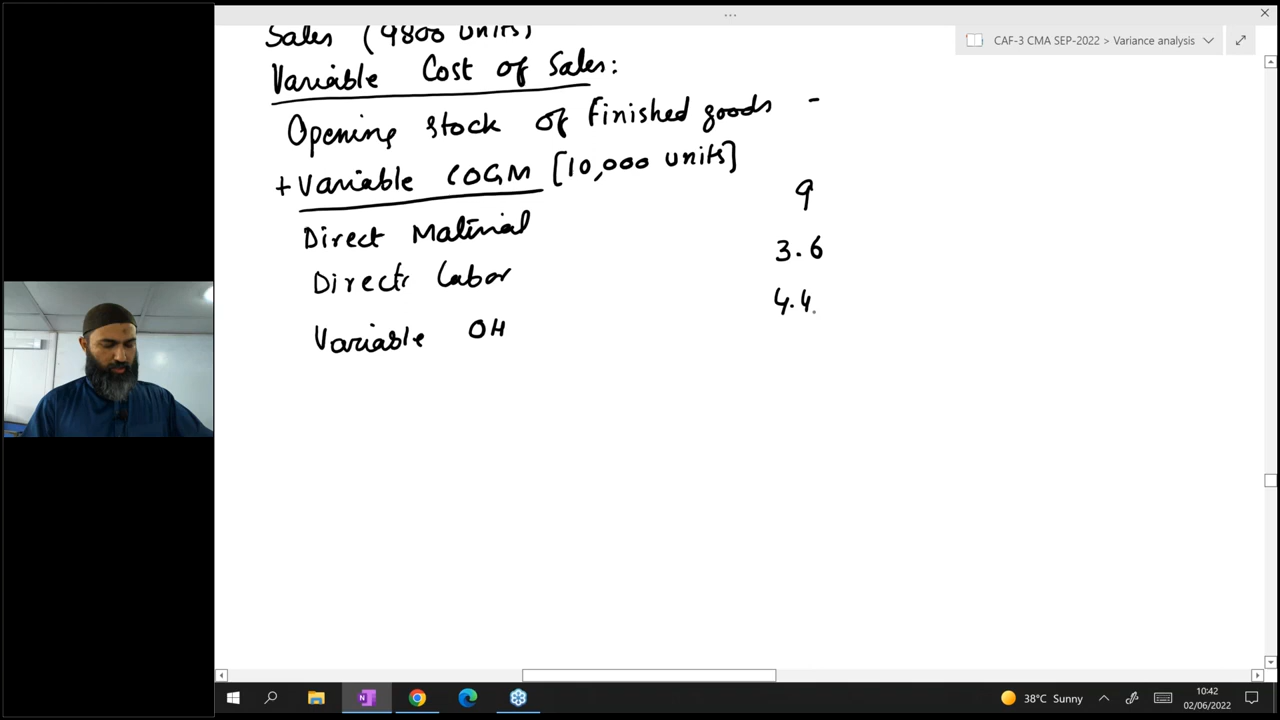 CAF-3 CMA SEP-2022 > Variance analysis
Sales (9800 units)
Variable Cost of Sales:
Opening stock of Finished goods -
+ Variable COGM [10,000 units]
Direct Material 9
Direct Labor 3.6
Variable OH 4.4
38°C Sunny
10:42
02/06/2022